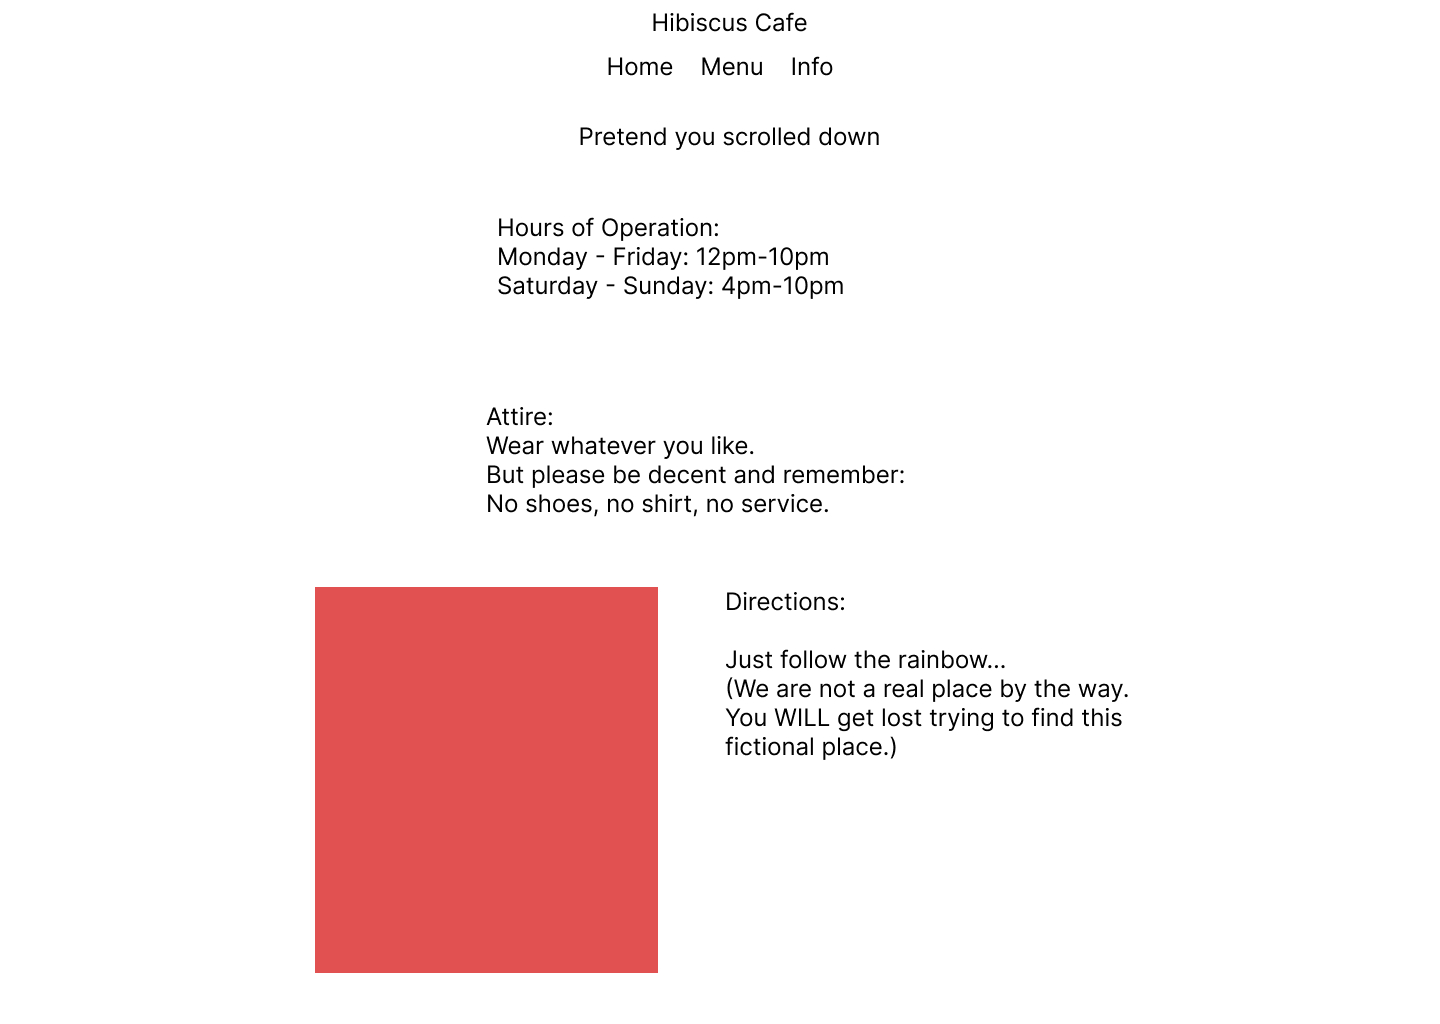 Hibiscus Cafe
Home Menu Info
Pretend you scrolled down
Hours of Operation:
Monday - Friday: 12pm-10pm
Saturday - Sunday: 4pm-10pm
Attire:
Wear whatever you like.
But please be decent and remember:
No shoes, no shirt, no service.
Directions:
Just follow the rainbow...
(We are not a real place by the way.
You WILL get lost trying to find this
fictional place.)